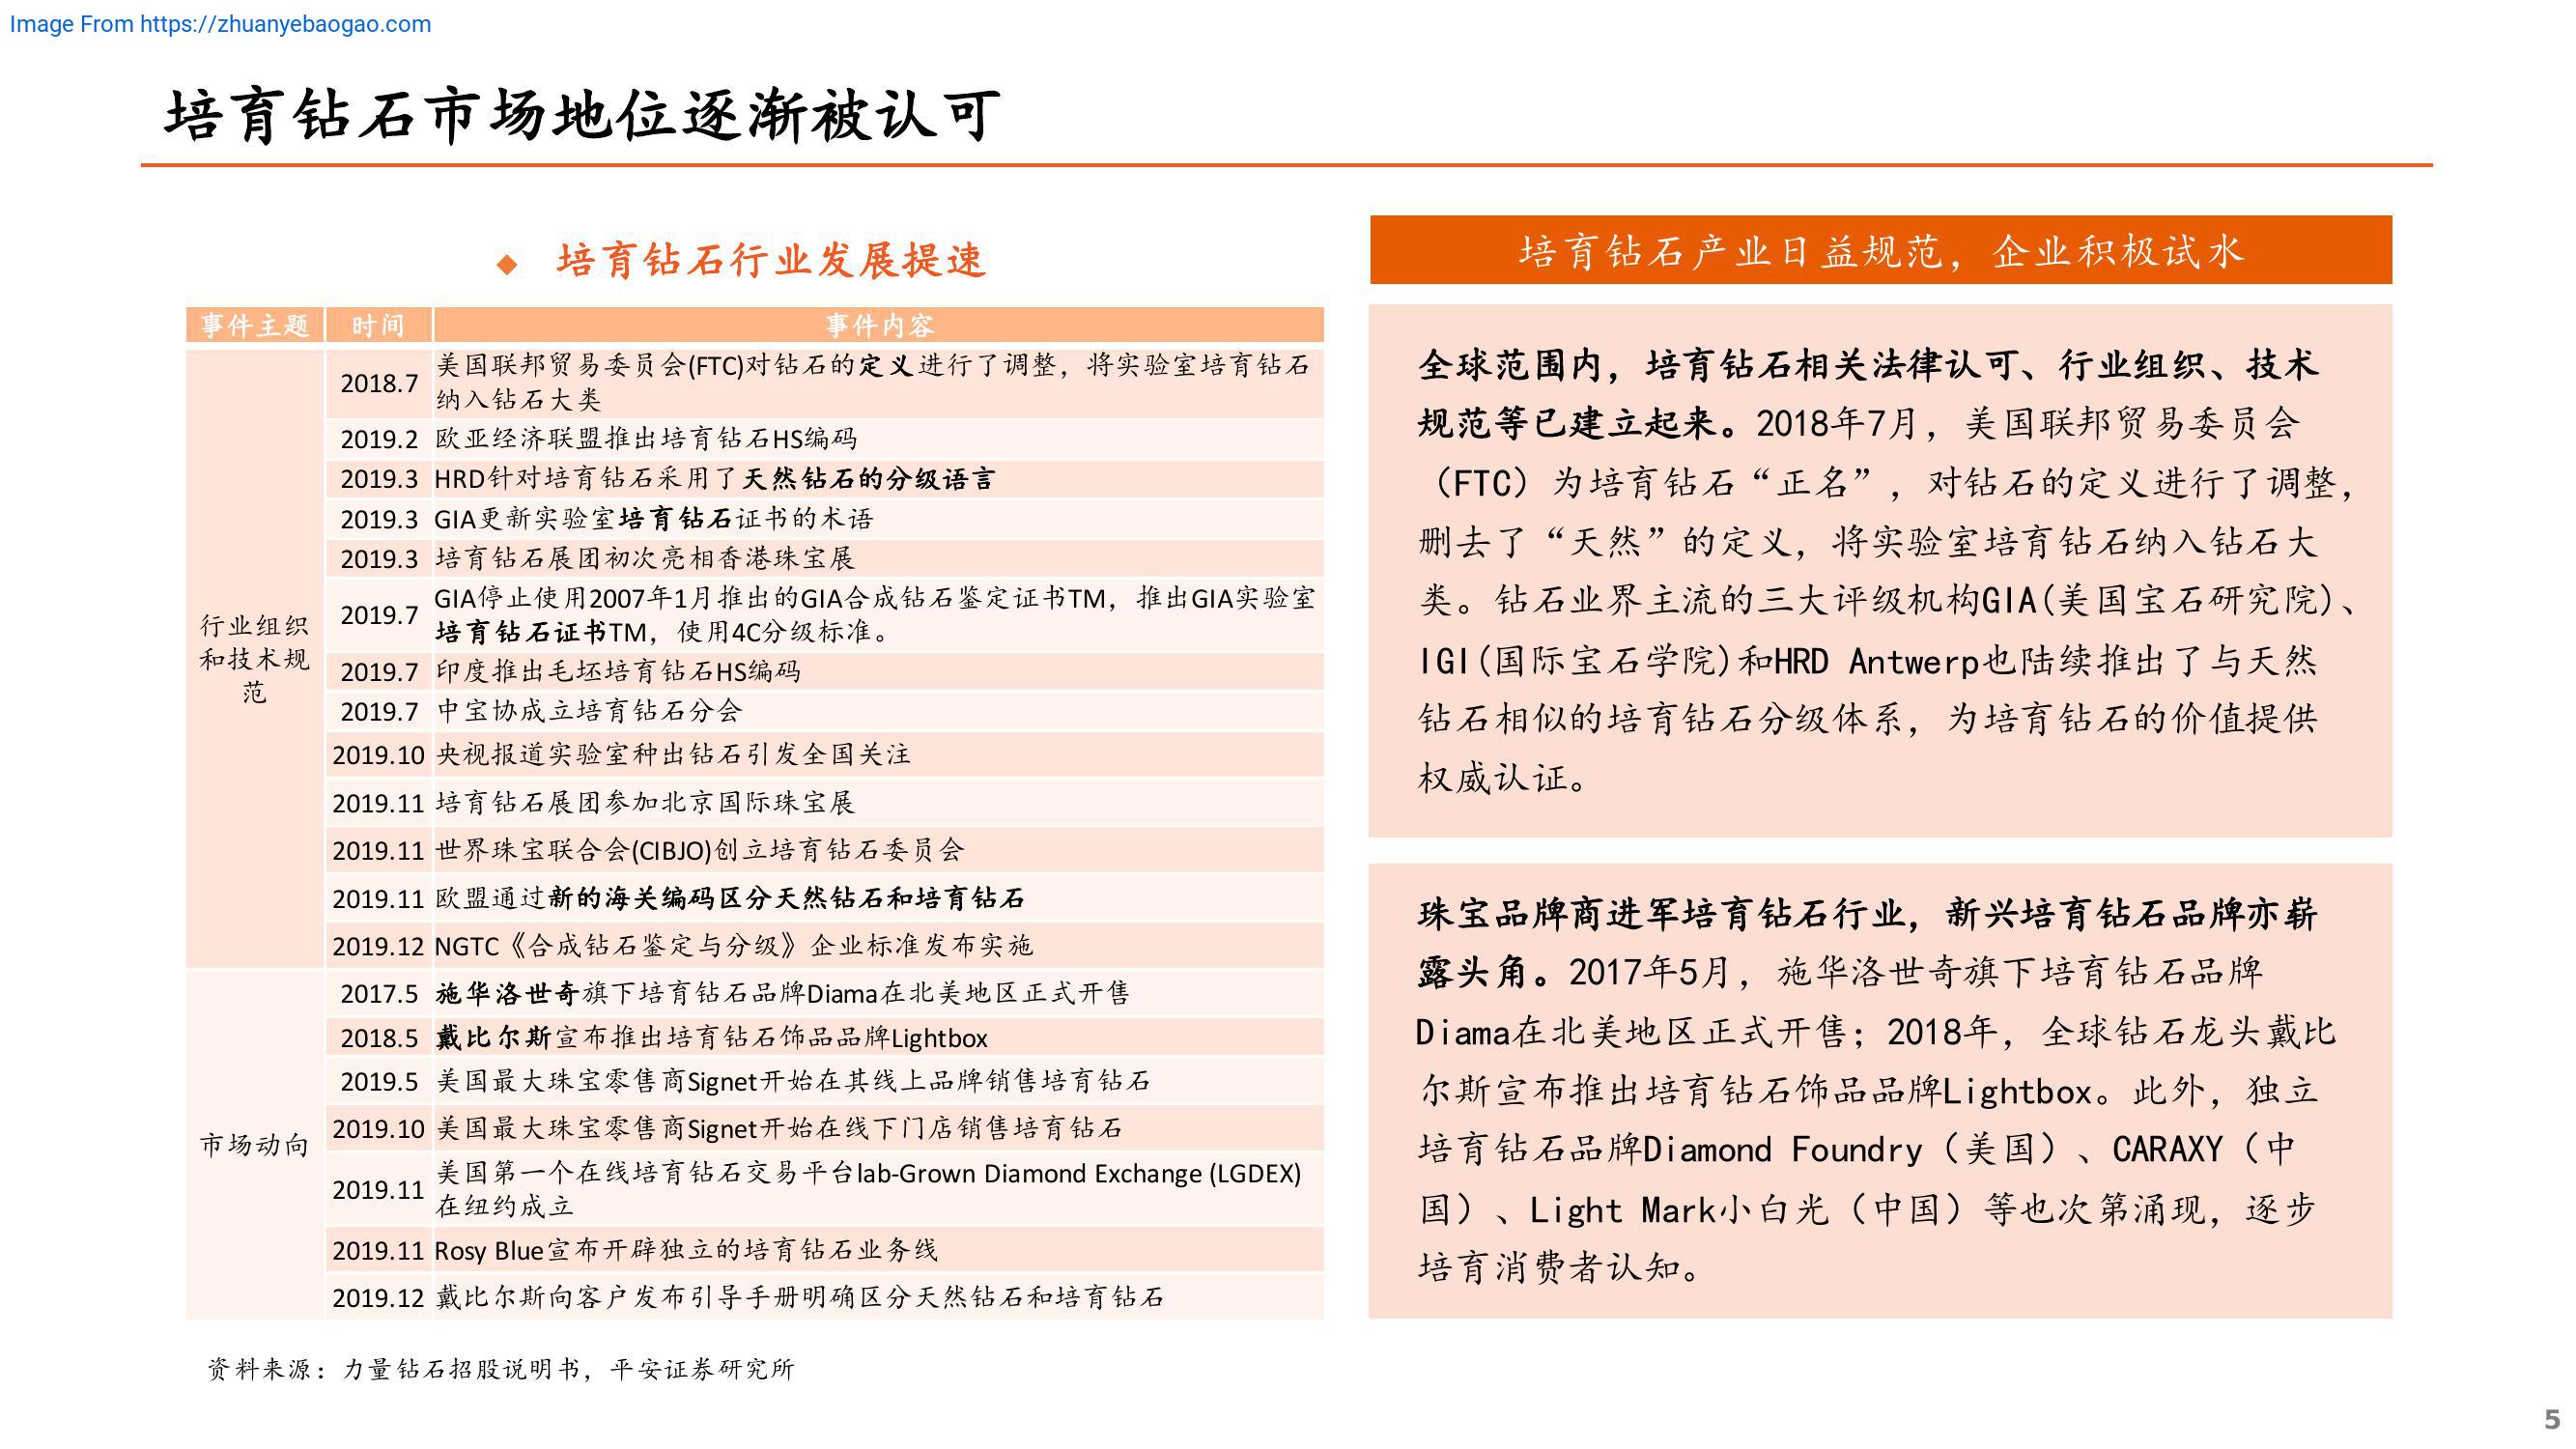 Image From https://zhuanyebaogao.com
培育钻石市场地位逐渐被认可
◆ 培育钻石行业发展提速
事件主题 时间 事件内容
行业组织
和技术规
范
2018.7 美国联邦贸易委员会(FTC)对钻石的定义进行了调整，将实验室培育钻石
纳入钻石大类
2019.2 欧亚经济联盟推出培育钻石HS编码
2019.3 HRD针对培育钻石采用了天然钻石的分级语言
2019.3 GIA更新实验室培育钻石证书的术语
2019.3 培育钻石展团初次亮相香港珠宝展
2019.7 GIA停止使用2007年1月推出的GIA合成钻石鉴定证书TM，推出GIA实验室
培育钻石证书TM，使用4C分级标准。
2019.7 印度推出毛坯培育钻石HS编码
2019.7 中宝协成立培育钻石分会
2019.10 央视报道实验室种出钻石引发全国关注
2019.11 培育钻石展团参加北京国际珠宝展
2019.11 世界珠宝联合会(CIBJO)创立培育钻石委员会
2019.11 欧盟通过新的海关编码区分天然钻石和培育钻石
2019.12 NGTC《合成钻石鉴定与分级》企业标准发布实施
市场动向
2017.5 施华洛世奇旗下培育钻石品牌Diama在北美地区正式开售
2018.5 戴比尔斯宣布推出培育钻石饰品品牌Lightbox
2019.5 美国最大珠宝零售商Signet开始在其线上品牌销售培育钻石
2019.10 美国最大珠宝零售商Signet开始在线下门店销售培育钻石
2019.11 美国第一个在线培育钻石交易平台lab-Grown Diamond Exchange (LGDEX)
在纽约成立
2019.11 Rosy Blue宣布开辟独立的培育钻石业务线
2019.12 戴比尔斯向客户发布引导手册明确区分天然钻石和培育钻石
资料来源：力量钻石招股说明书，平安证券研究所
培育钻石产业日益规范，企业积极试水
全球范围内，培育钻石相关法律认可、行业组织、技术
规范等已建立起来。2018年7月，美国联邦贸易委员会
（FTC）为培育钻石“正名”，对钻石的定义进行了调整，
删去了“天然”的定义，将实验室培育钻石纳入钻石大
类。钻石业界主流的三大评级机构GIA(美国宝石研究院)、
IGI(国际宝石学院)和HRD Antwerp也陆续推出了与天然
钻石相似的培育钻石分级体系，为培育钻石的价值提供
权威认证。
珠宝品牌商进军培育钻石行业，新兴培育钻石品牌亦崭
露头角。2017年5月，施华洛世奇旗下培育钻石品牌
Diama在北美地区正式开售；2018年，全球钻石龙头戴比
尔斯宣布推出培育钻石饰品品牌Lightbox。此外，独立
培育钻石品牌Diamond Foundry（美国）、CARAXY（中
国）、Light Mark小白光（中国）等也次第涌现，逐步
培育消费者认知。
5